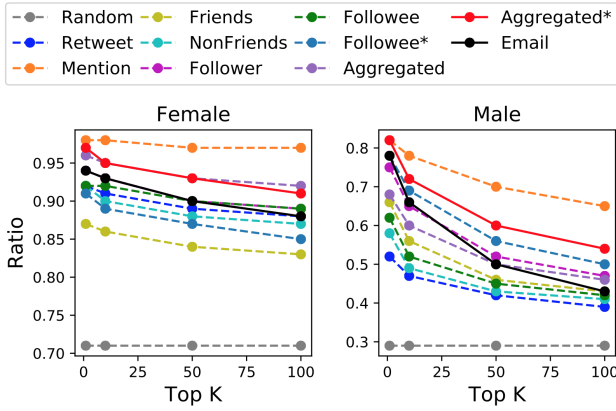 Random Friends Followee Aggregated*
Retweet NonFriends Followee* Email
Mention Follower Aggregated
Female Male
Ratio
0.95
0.90
0.85
0.80
0.75
0.70
0.8
0.7
0.6
0.5
0.4
0.3
0 25 50 75 100 0 25 50 75 100
Top K Top K